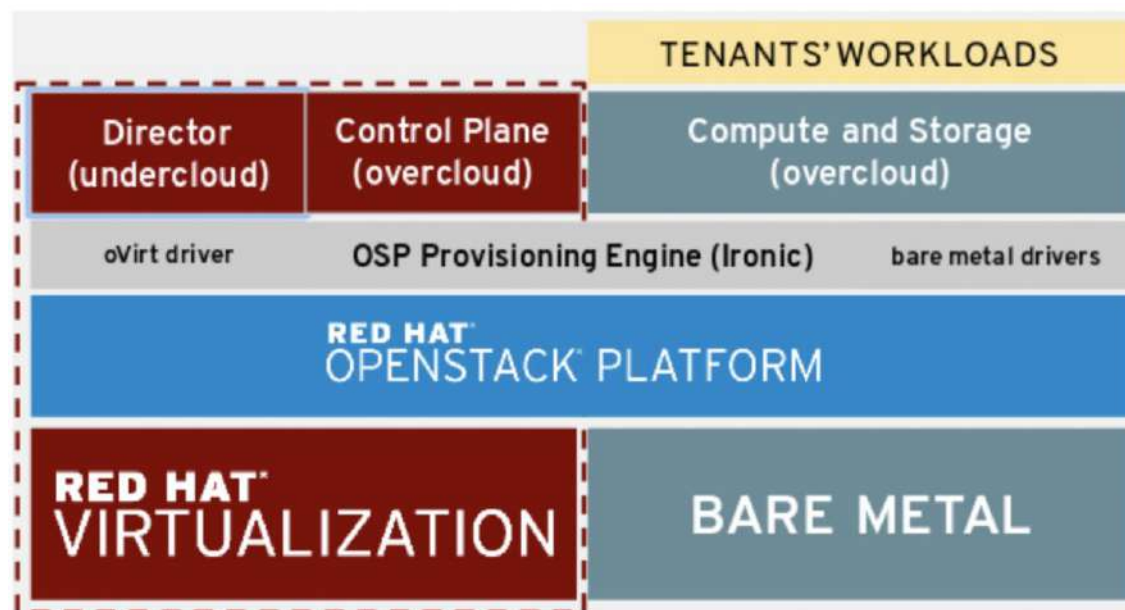 TENANTS' WORKLOADS
Director
(undercloud)
Control Plane
(overcloud)
Compute and Storage
(overcloud)
oVirt driver
OSP Provisioning Engine (Ironic)
bare metal drivers
RED HAT®
OPENSTACK® PLATFORM
RED HAT®
VIRTUALIZATION
BARE METAL